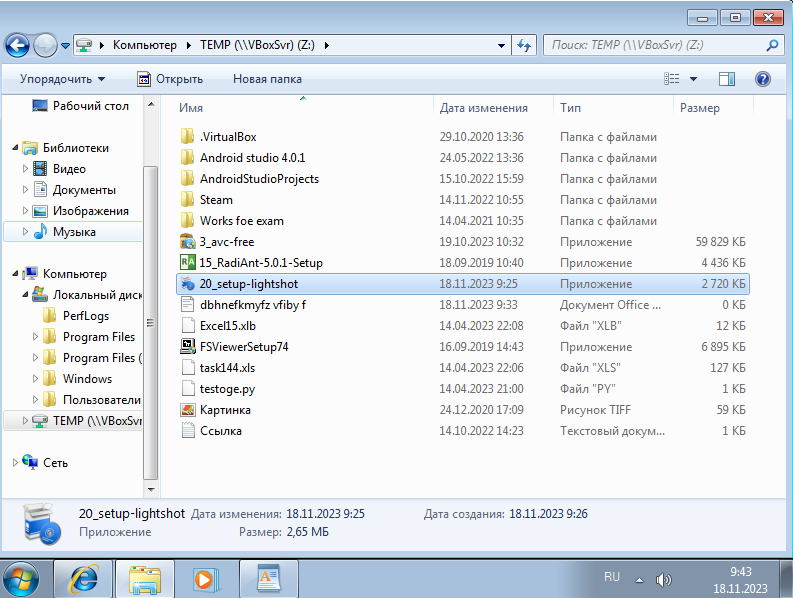 Компьютер TEMP (\\VBoxSvr) (Z:)
Поиск: TEMP (\\VBoxSvr) (Z:)
Упорядочить Открыть Новая папка
Рабочий стол
Библиотеки
Видео
Документы
Изображения
Музыка
Компьютер
Локальный диск
PerfLogs
Program Files
Program Files (
Windows
Пользователи
TEMP (\\VBoxSvr
Сеть
Имя Дата изменения Тип Размер
.VirtualBox 29.10.2020 13:36 Папка с файлами
Android studio 4.0.1 24.05.2022 13:36 Папка с файлами
AndroidStudioProjects 15.10.2022 15:59 Папка с файлами
Steam 14.11.2022 10:55 Папка с файлами
Works foe exam 14.04.2021 10:35 Папка с файлами
3_avc-free 19.10.2023 10:32 Приложение 59 829 КБ
15_RadiAnt-5.0.1-Setup 18.09.2019 10:40 Приложение 4 436 КБ
20_setup-lightshot 18.11.2023 9:25 Приложение 2 720 КБ
dbhnefkmyfz vfiby f 18.11.2023 9:33 Документ Office ... 0 КБ
Excel15.xlb 14.04.2023 22:08 Файл "XLB" 12 КБ
FSViewerSetup74 16.09.2019 14:43 Приложение 6 895 КБ
task144.xls 14.04.2023 22:06 Файл "XLS" 127 КБ
testoge.py 14.04.2023 21:00 Файл "PY" 1 КБ
Картинка 24.12.2020 17:09 Рисунок TIFF 59 КБ
Ссылка 14.10.2022 14:23 Текстовый докум... 1 КБ
20_setup-lightshot Дата изменения: 18.11.2023 9:25 Дата создания: 18.11.2023 9:26
Приложение Размер: 2,65 МБ
RU
9:43
18.11.2023